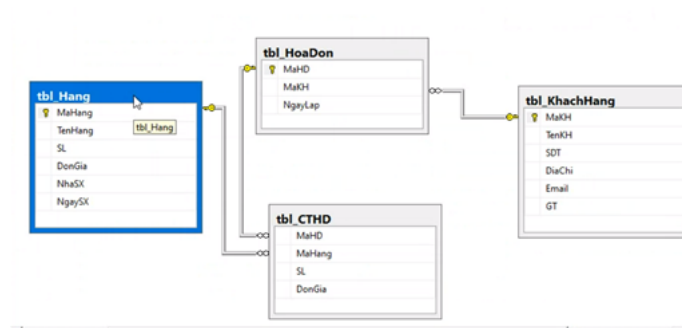 tbl_HoaDon
MaHD
MaKH
NgayLap
tbl_Hang
MaHang
TenHang
SL
DonGia
NhaSX
NgaySX
tbl_Hang
tbl_KhachHang
MaKH
TenKH
SDT
DiaChi
Email
GT
tbl_CTHD
MaHD
MaHang
SL
DonGia